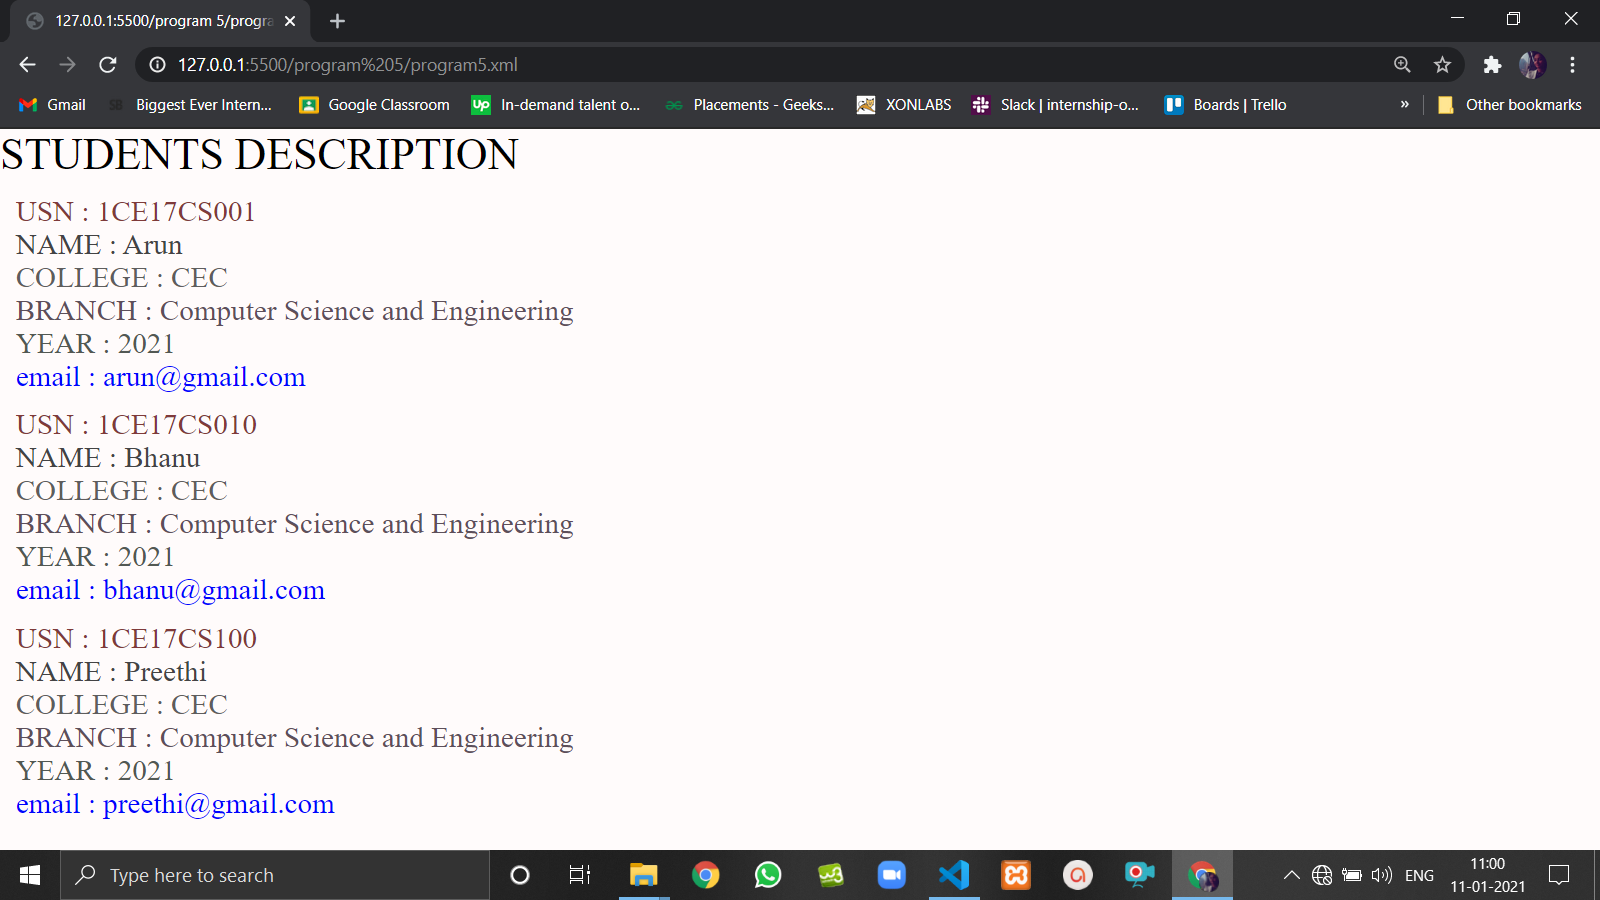 127.0.0.1:5500/program 5/progra
127.0.0.1:5500/program%205/program5.xml
Gmail
SB
Biggest Ever Intern...
Google Classroom
Up
In-demand talent o...
Placements - Geeks...
XONLABS
Slack | internship-o...
Boards | Trello
»
Other bookmarks
STUDENTS DESCRIPTION
USN : 1CE17CS001
NAME : Arun
COLLEGE : CEC
BRANCH : Computer Science and Engineering
YEAR : 2021
email : arun@gmail.com
USN : 1CE17CS010
NAME : Bhanu
COLLEGE : CEC
BRANCH : Computer Science and Engineering
YEAR : 2021
email : bhanu@gmail.com
USN : 1CE17CS100
NAME : Preethi
COLLEGE : CEC
BRANCH : Computer Science and Engineering
YEAR : 2021
email : preethi@gmail.com
Type here to search
ENG
11:00
11-01-2021